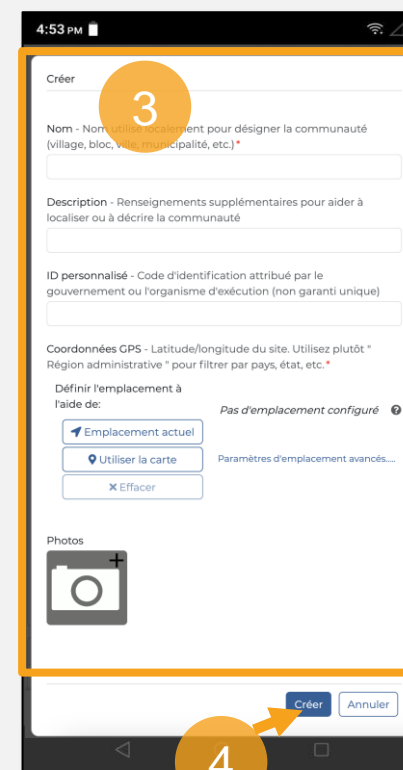 4:53 PM
Créer
3
Nom - Nom utilisé localement pour désigner la communauté
(village, bloc, ville, municipalité, etc.)*
Description - Renseignements supplémentaires pour aider à
localiser ou à décrire la communauté
ID personnalisé - Code d'identification attribué par le
gouvernement ou l'organisme d'exécution (non garanti unique)
Coordonnées GPS - Latitude/longitude du site. Utilisez plutôt "
Région administrative " pour filtrer par pays, état, etc.*
Définir l'emplacement à
l'aide de:
Pas d'emplacement configuré
Emplacement actuel
Utiliser la carte
Paramètres d'emplacement avancés.....
Effacer
Photos
Créer
Annuler
4